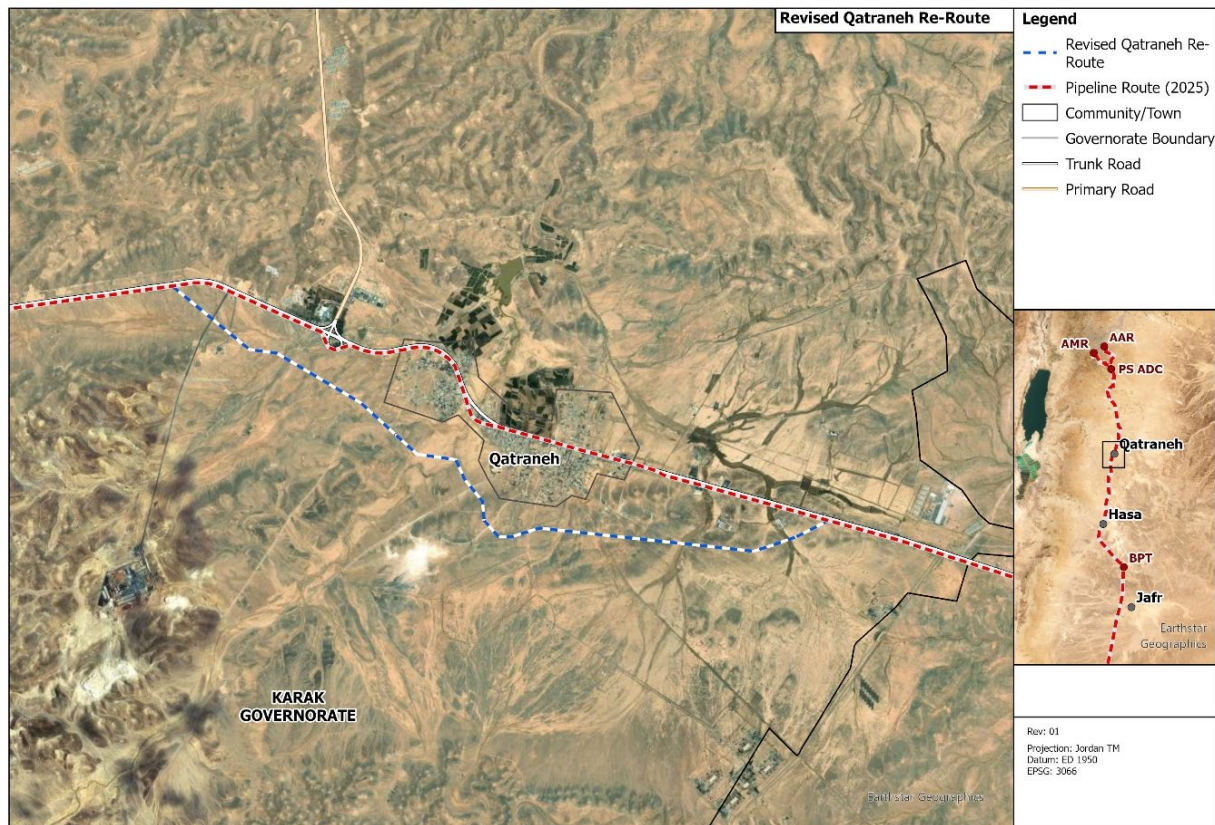 Revised Qatraneh Re-Route
Legend
Revised Qatraneh Re-
Route
Pipeline Route (2025)
Community/Town
Governorate Boundary
Trunk Road
Primary Road
Qatraneh
KARAK
GOVERNORATE
Earthstar Geographics
AMR
AAR
PS ADC
Qatraneh
Hasa
BPT
Jafr
Earthstar
Geographics
Rev: 01
Projection: Jordan TM
Datum: ED 1950
EPSG: 3066